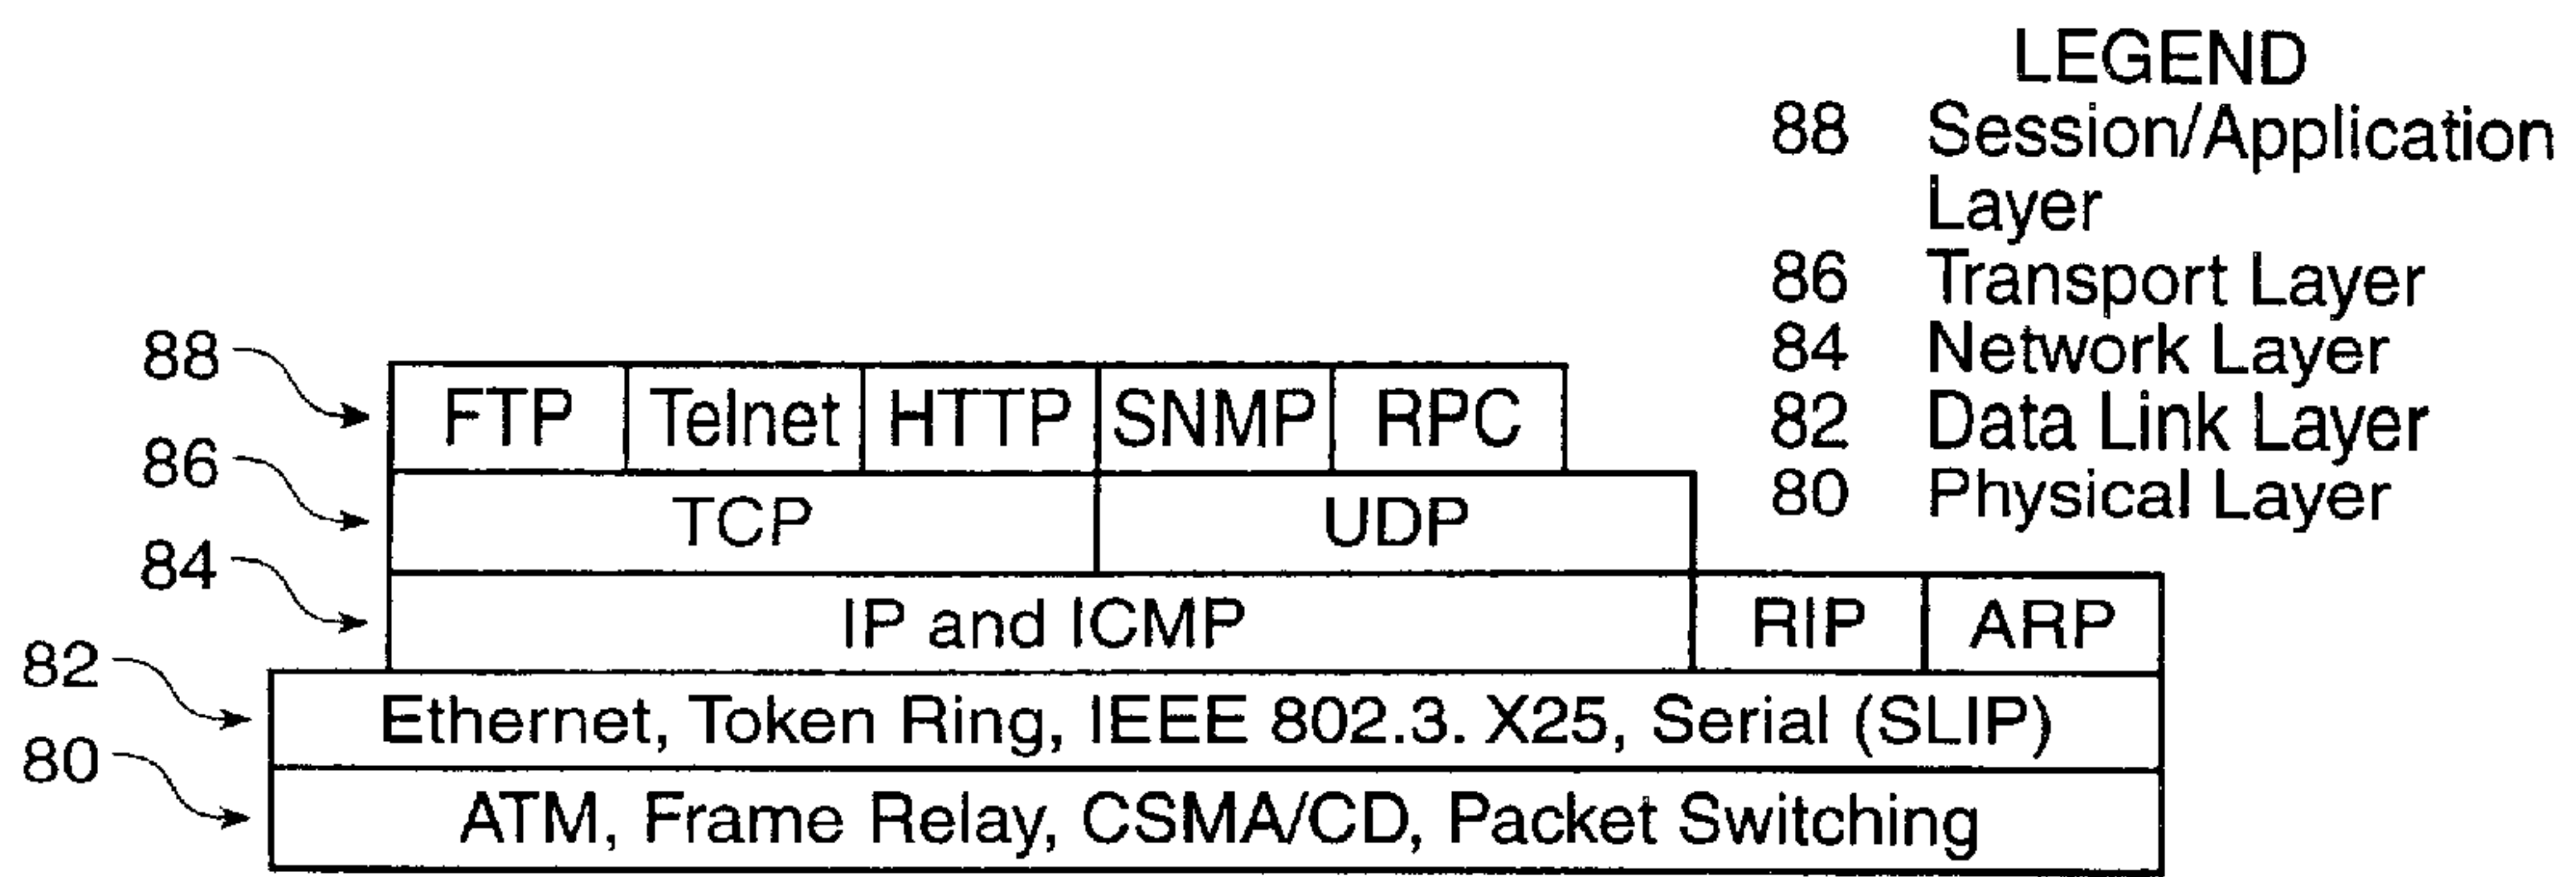 LEGEND
88 Session/Application
Layer
86 Transport Layer
84 Network Layer
82 Data Link Layer
80 Physical Layer
88 FTP Telnet HTTP SNMP RPC
86 TCP UDP
84 IP and ICMP RIP ARP
82 Ethernet, Token Ring, IEEE 802.3. X25, Serial (SLIP)
80 ATM, Frame Relay, CSMA/CD, Packet Switching